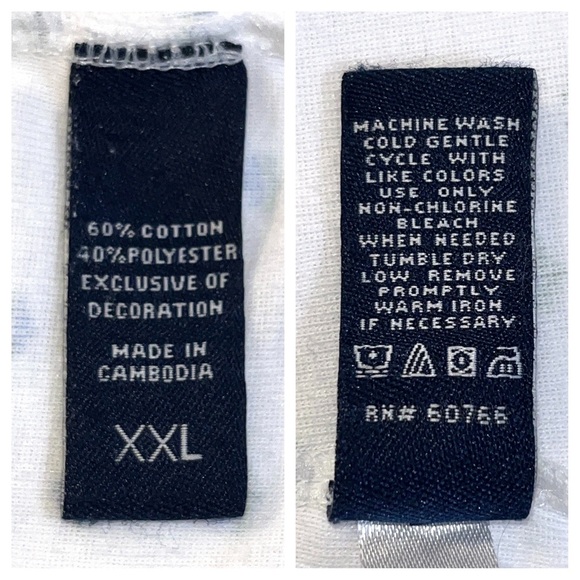 60% COTTON
40% POLYESTER
EXCLUSIVE OF
DECORATION
MADE IN
CAMBODIA
XXL
MACHINE WASH
COLD GENTLE
CYCLE WITH
LIKE COLORS
USE ONLY
NON-CHLORINE
BLEACH
WHEN NEEDED
TUMBLE DRY
LOW REMOVE
PROMPTLY
WARM IRON
IF NECESSARY
RN# 60766